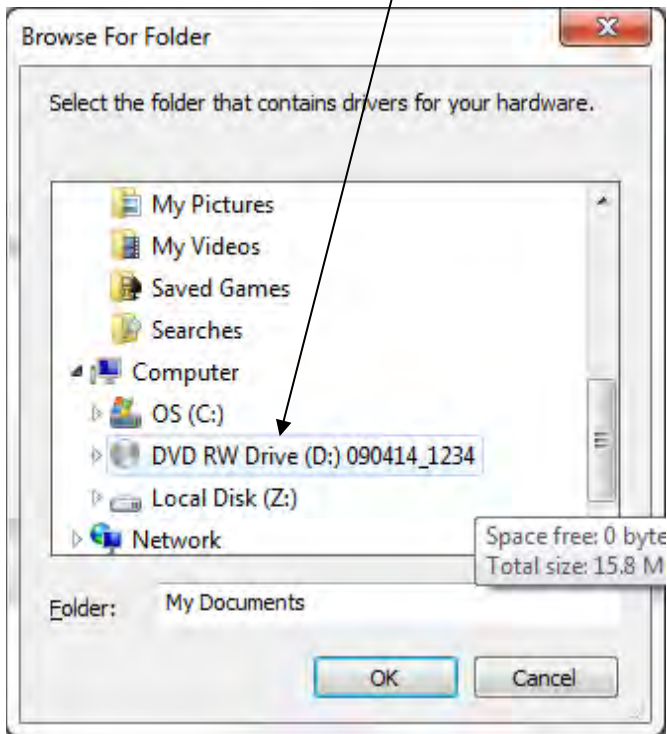 Browse For Folder
Select the folder that contains drivers for your hardware.
My Pictures
My Videos
Saved Games
Searches
Computer
OS (C:)
DVD RW Drive (D:) 090414_1234
Local Disk (Z:)
Network
Space free: 0 byte
Total size: 15.8 M
Folder: My Documents
OK Cancel